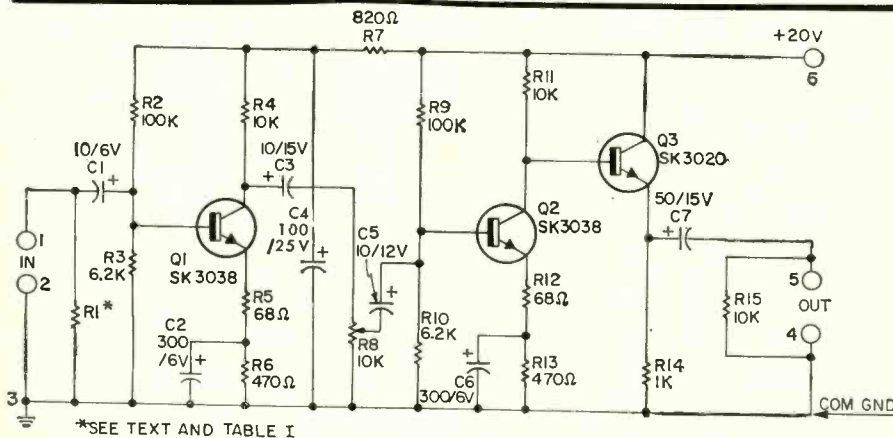 820Ω
R7
+20V
6
R2
100K
R4
10K
R9
100K
R11
10K
Q3
SK3020
10/6V
C1
+
10/15V
+ C3
50/15V
+ C7
1
IN
2
R3
6.2K
Q1
SK3038
C4
100
/25V
+
C5
10/12V
+
Q2
SK3038
5
OUT
4
R1*
R5
68Ω
R12
68Ω
R15
10K
C2
300
/6V
+
R6
470Ω
R8
10K
R10
6.2K
+
C6
300/6V
R13
470Ω
R14
1K
3
COM GND
*SEE TEXT AND TABLE I